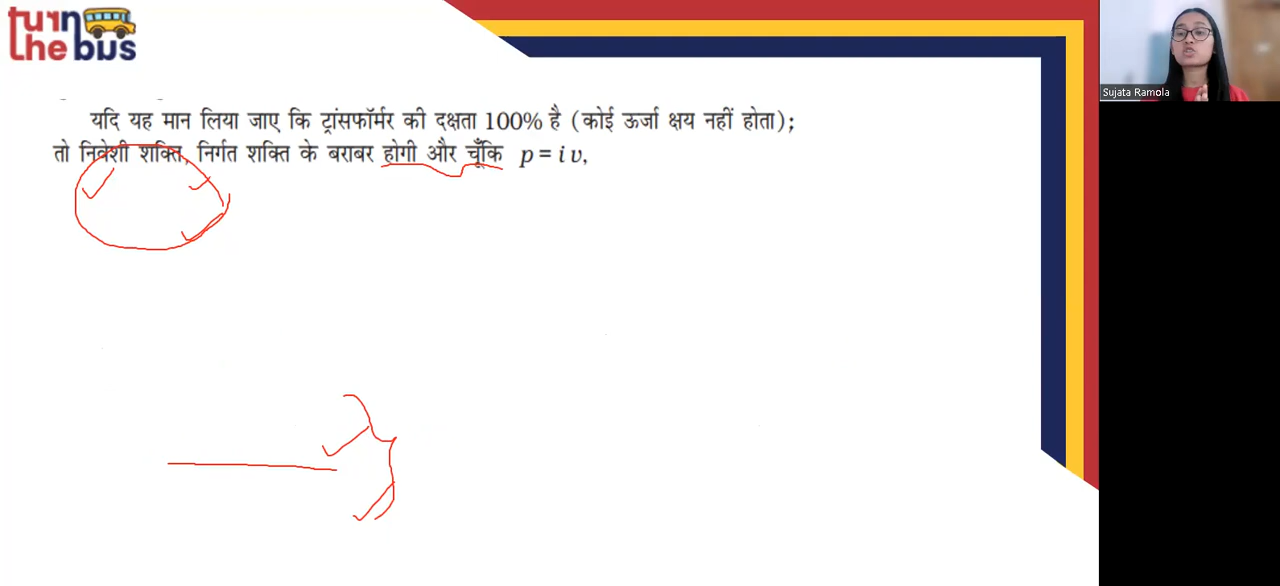 turn
the bus
Sujata Ramola
यदि यह मान लिया जाए कि ट्रांसफॉर्मर की दक्षता 100% है (कोई ऊर्जा क्षय नहीं होता);
तो निवेशी शक्ति, निर्गत शक्ति के बराबर होगी और चूँकि p = i v,